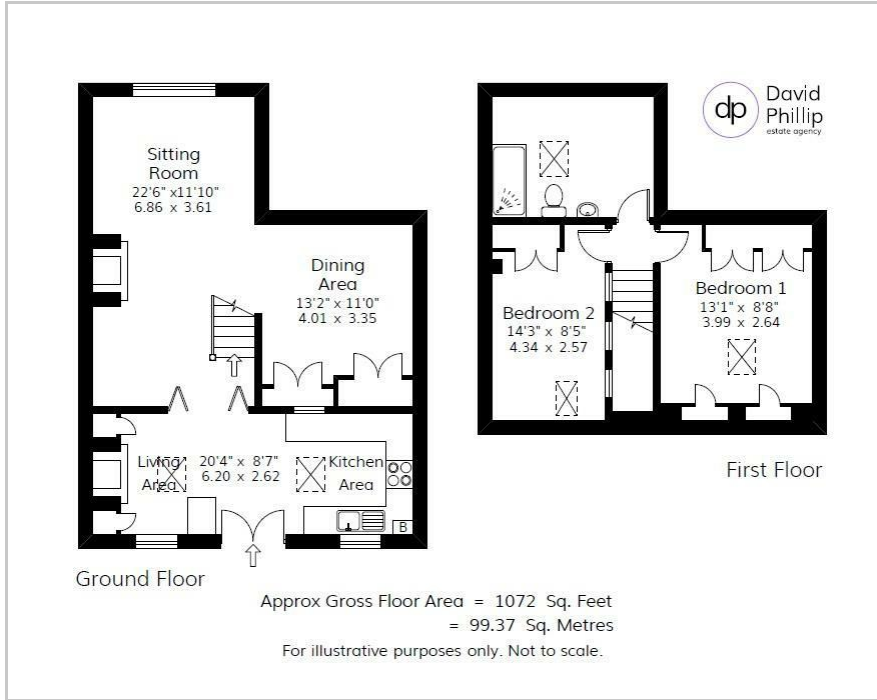 Sitting
Room
22'6" x11'10"
6.86 x 3.61
Dining
Area
13'2" x 11'0"
4.01 x 3.35
Living
Area
20'4" x 8'7"
6.20 x 2.62
Kitchen
Area
B
Ground Floor
dp
David
Phillip
estate agency
Bedroom 2
14'3" x 8'5"
4.34 x 2.57
Bedroom 1
13'1" x 8'8"
3.99 x 2.64
First Floor
Approx Gross Floor Area = 1072 Sq. Feet
= 99.37 Sq. Metres
For illustrative purposes only. Not to scale.